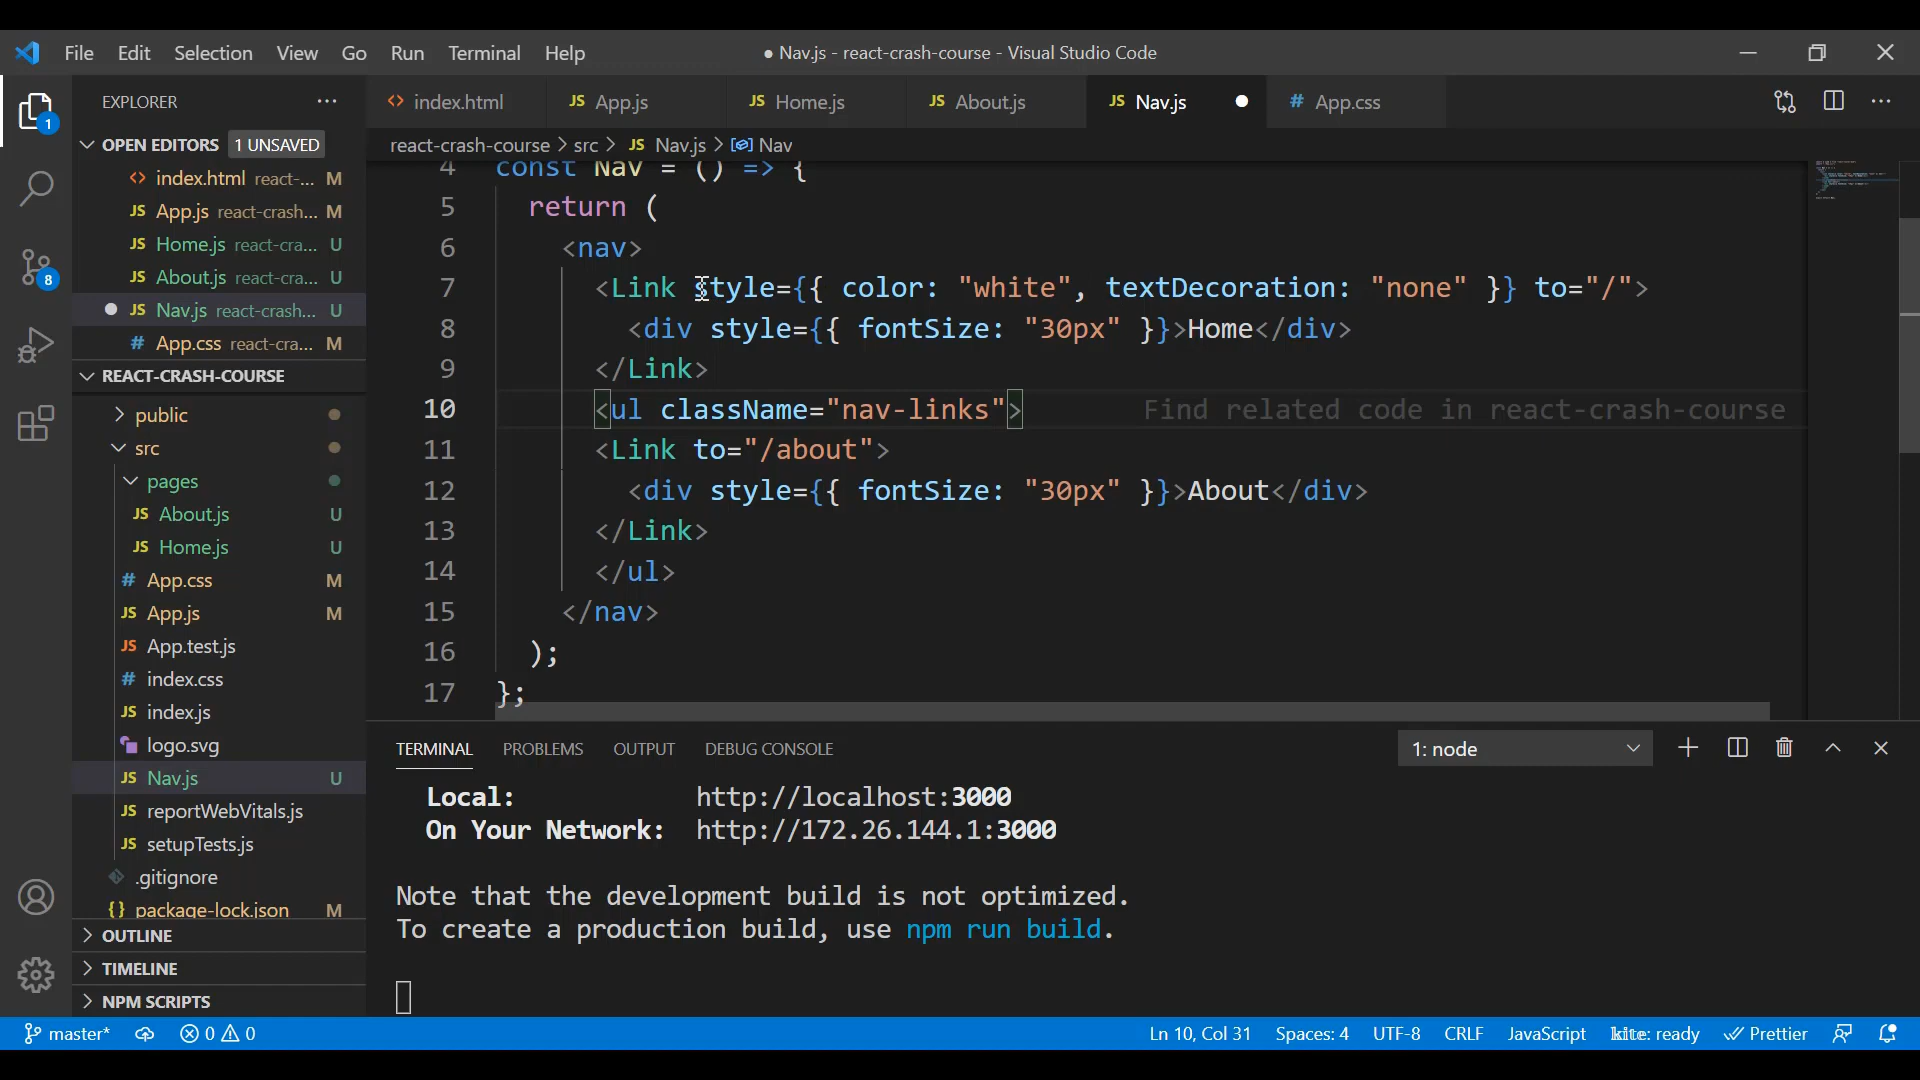 File Edit Selection View Go Run Terminal Help ● Nav.js - react-crash-course - Visual Studio Code
EXPLORER ...
index.html JS App.js JS Home.js JS About.js JS Nav.js # App.css
OPEN EDITORS 1 UNSAVED
react-crash-course > src > JS Nav.js > Nav
index.html react-... M
JS App.js react-crash... M
JS Home.js react-cra... U
JS About.js react-cra... U
JS Nav.js react-crash... U
# App.css react-cra... M
REACT-CRASH-COURSE
public
src
pages
JS About.js U
JS Home.js U
# App.css M
JS App.js M
JS App.test.js
# index.css
JS index.js
logo.svg
JS Nav.js U
JS reportWebVitals.js
JS setupTests.js
.gitignore
{} package-lock.json M
OUTLINE
TIMELINE
NPM SCRIPTS
1
8
4 const Nav = () => {
5 return (
6 <nav>
7 <Link style={{ color: "white", textDecoration: "none" }} to="/">
8 <div style={{ fontSize: "30px" }}>Home</div>
9 </Link>
10 <ul className="nav-links"> Find related code in react-crash-course
11 <Link to="/about">
12 <div style={{ fontSize: "30px" }}>About</div>
13 </Link>
14 </ul>
15 </nav>
16 );
17 };
TERMINAL PROBLEMS OUTPUT DEBUG CONSOLE 1: node
Local: http://localhost:3000
On Your Network: http://172.26.144.1:3000
Note that the development build is not optimized.
To create a production build, use npm run build.
master* 0 0 Ln 10, Col 31 Spaces: 4 UTF-8 CRLF JavaScript kite: ready Prettier